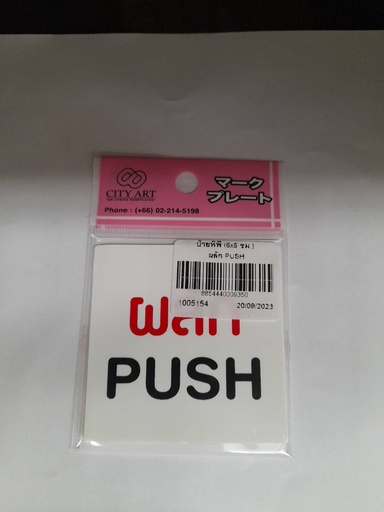 CITY ART
マーク
プレート
Phone : (+66) 02-214-5198
ป้ายพีพี (6x6 ซม.)
ผลัก PUSH
8854440009350
1005154 20/09/2023
ผลัก
PUSH